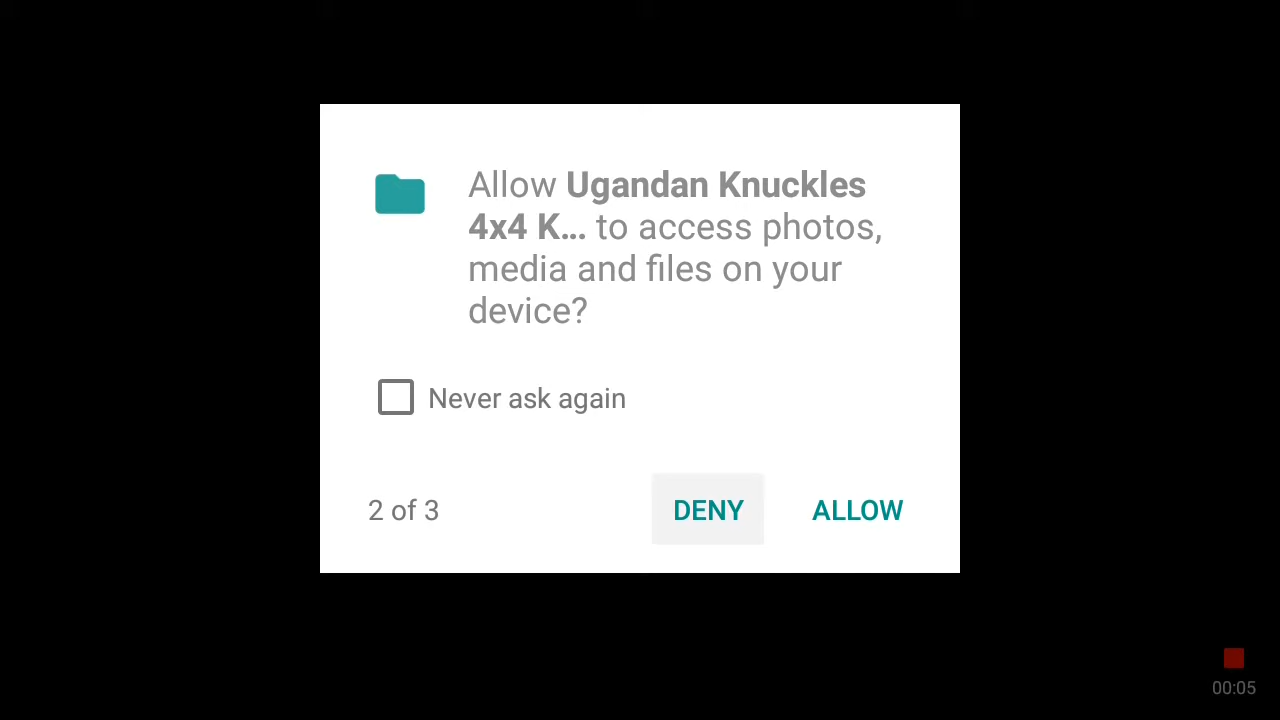 Allow Ugandan Knuckles
4x4 K... to access photos,
media and files on your
device?
Never ask again
2 of 3
DENY
ALLOW
00:05